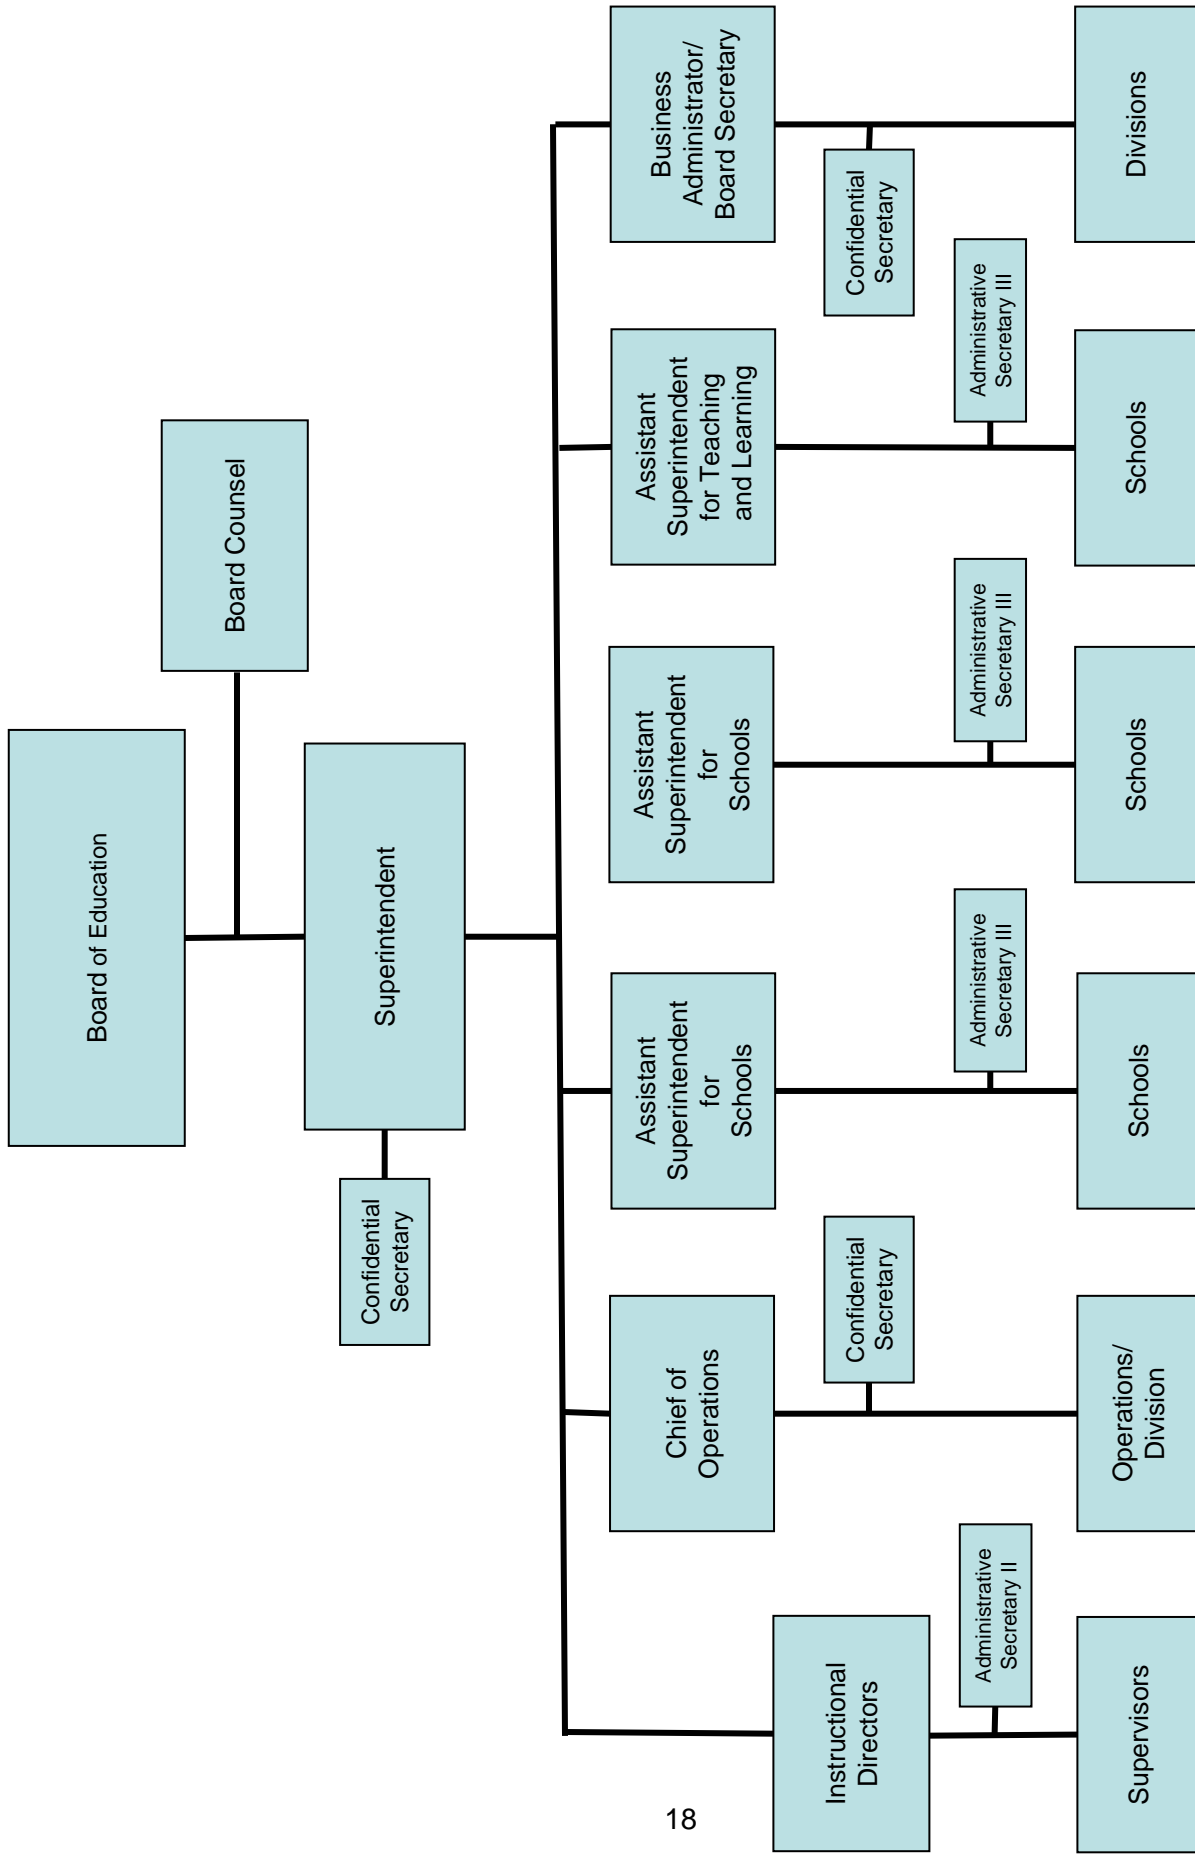 Board of Education
Board Counsel
Superintendent
Confidential
Secretary
Instructional
Directors
Chief of
Operations
Assistant
Superintendent
for
Schools
Assistant
Superintendent
for
Schools
Assistant
Superintendent
for Teaching
and Learning
Business
Administrator/
Board Secretary
Administrative
Secretary II
Confidential
Secretary
Administrative
Secretary III
Administrative
Secretary III
Administrative
Secretary III
Confidential
Secretary
Supervisors
Operations/
Division
Schools
Schools
Schools
Divisions
18